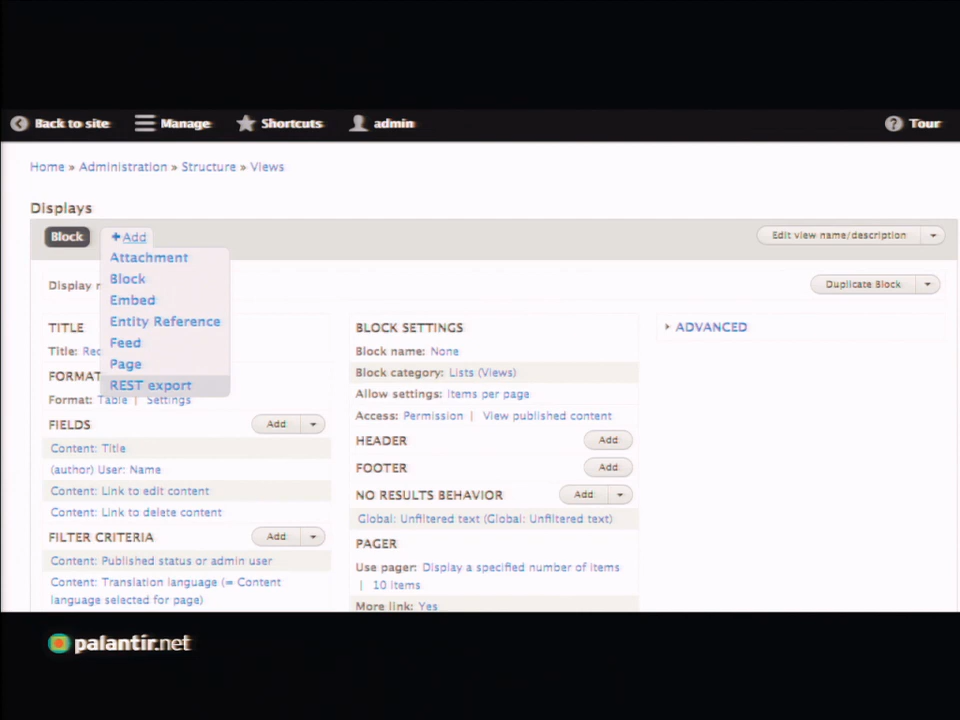 Back to site Manage Shortcuts admin Tour
Home » Administration » Structure » Views
Displays
Block +Add Edit view name/description
Attachment
Block
Embed
Entity Reference
Feed
Page
REST export
Display Duplicate Block
TITLE
Title:
FORMAT
Format: Table | Settings
FIELDS Add
Content: Title
(author) User: Name
Content: Link to edit content
Content: Link to delete content
FILTER CRITERIA Add
Content: Published status or admin user
Content: Translation language (= Content
language selected for page)
BLOCK SETTINGS
Block name: None
Block category: Lists (Views)
Allow settings: Items per page
Access: Permission | View published content
HEADER Add
FOOTER Add
NO RESULTS BEHAVIOR Add
Global: Unfiltered text (Global: Unfiltered text)
PAGER
Use pager: Display a specified number of items
| 10 items
More link: Yes
ADVANCED
palantir.net